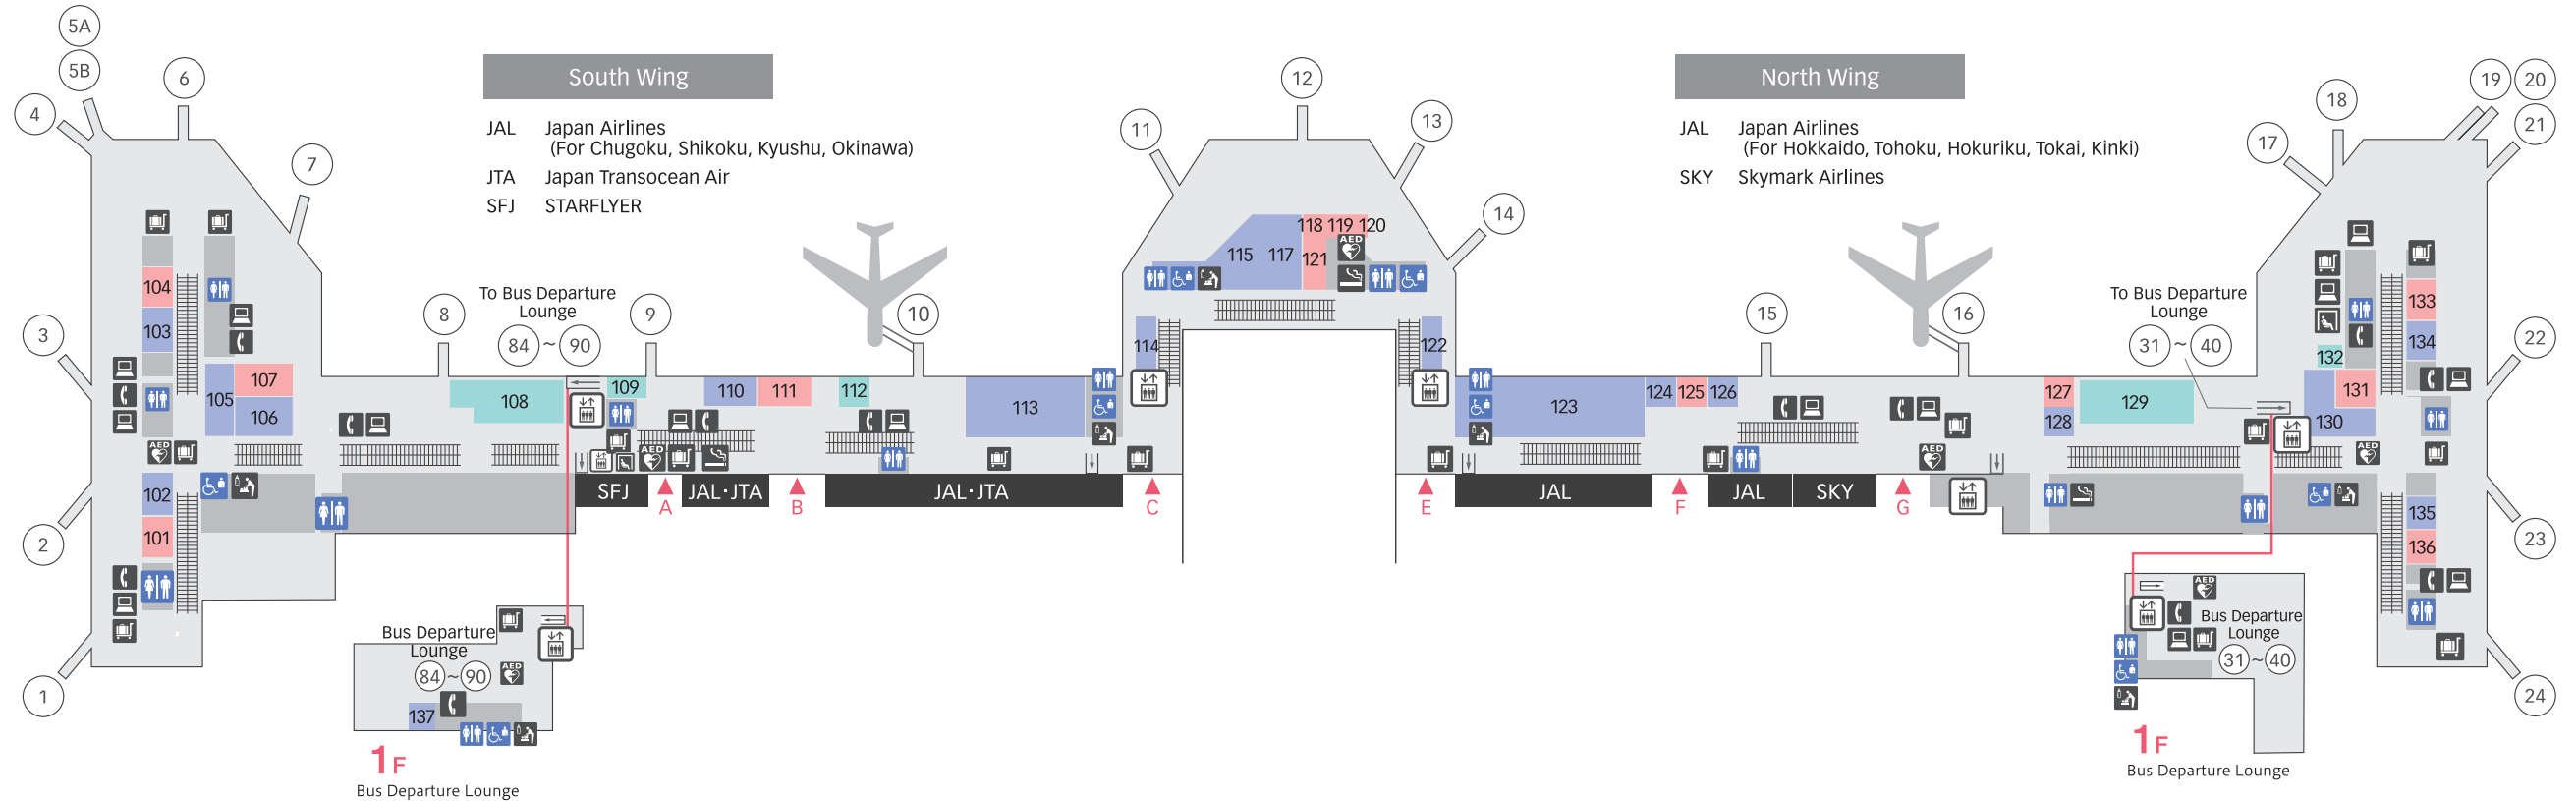 5A
5B
4
6
7
South Wing
JAL Japan Airlines
(For Chugoku, Shikoku, Kyushu, Okinawa)
JTA Japan Transocean Air
SFJ STARFLYER
11
12
13
14
North Wing
JAL Japan Airlines
(For Hokkaido, Tohoku, Hokuriku, Tokai, Kinki)
SKY Skymark Airlines
17
18
19
20
21
3
2
1
104
103
105
107
106
102
101
AED
8
To Bus Departure
Lounge
84 ~ 90
9
10
108
109
110
111
112
113
AED
114
115
117
118 119 120
121
AED
122
SFJ
JAL・JTA
JAL・JTA
A
B
C
E
F
G
123
124
125
126
15
16
JAL
JAL
SKY
AED
127
128
129
To Bus Departure
Lounge
31 ~ 40
132
131
130
AED
133
134
135
136
22
23
24
Bus Departure
Lounge
84~90
AED
137
1F
Bus Departure Lounge
AED
Bus Departure
Lounge
31~40
1F
Bus Departure Lounge